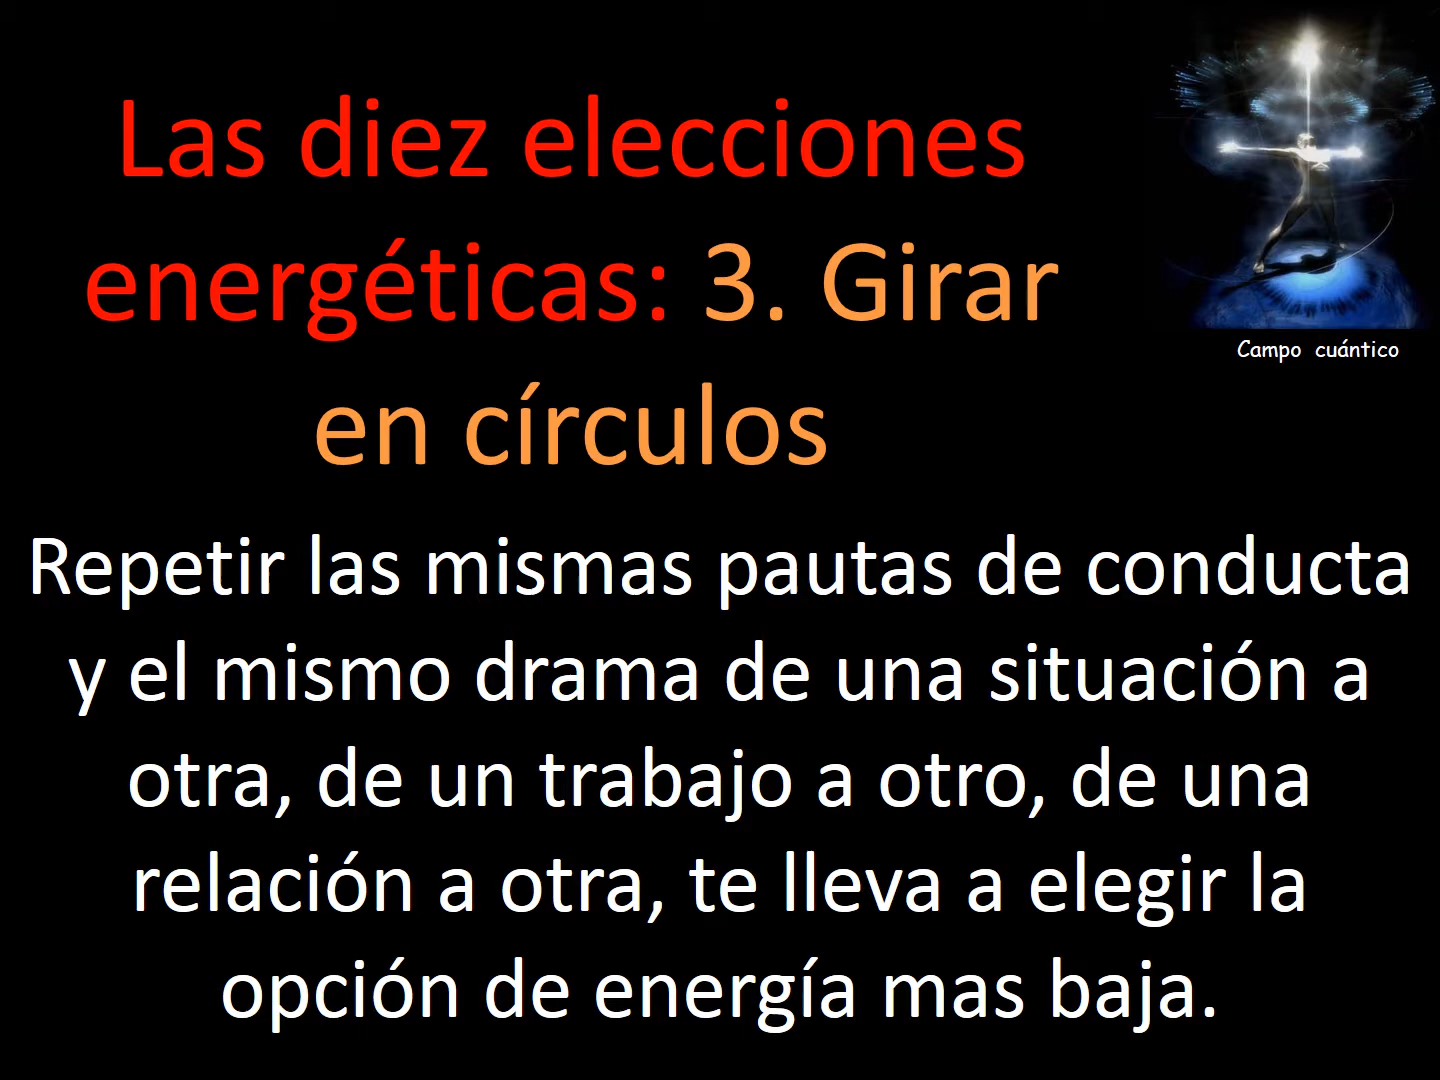 Las diez elecciones
energéticas: 3. Girar
en círculos
Campo cuántico
Repetir las mismas pautas de conducta
y el mismo drama de una situación a
otra, de un trabajo a otro, de una
relación a otra, te lleva a elegir la
opción de energía mas baja.